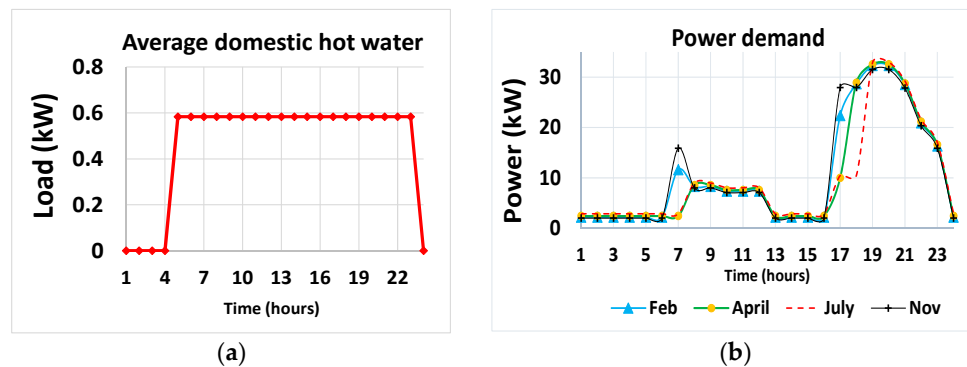 Average domestic hot water
0.8
0.6
0.4
0.2
0
Load (kW)
1 4 7 10 13 16 19 22
Time (hours)
(a)
Power demand
30
20
10
0
Power (kW)
1 3 5 7 9 11 13 15 17 19 21 23
Time (hours)
Feb April July Nov
(b)